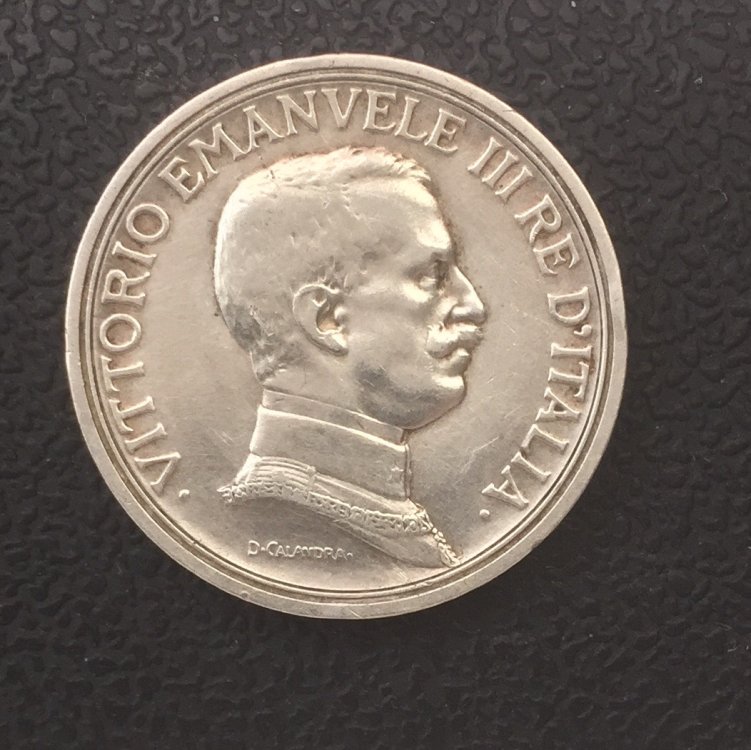 · VITTORIO EMANVELE III RE D'ITALIA ·
D·CALANDRA·